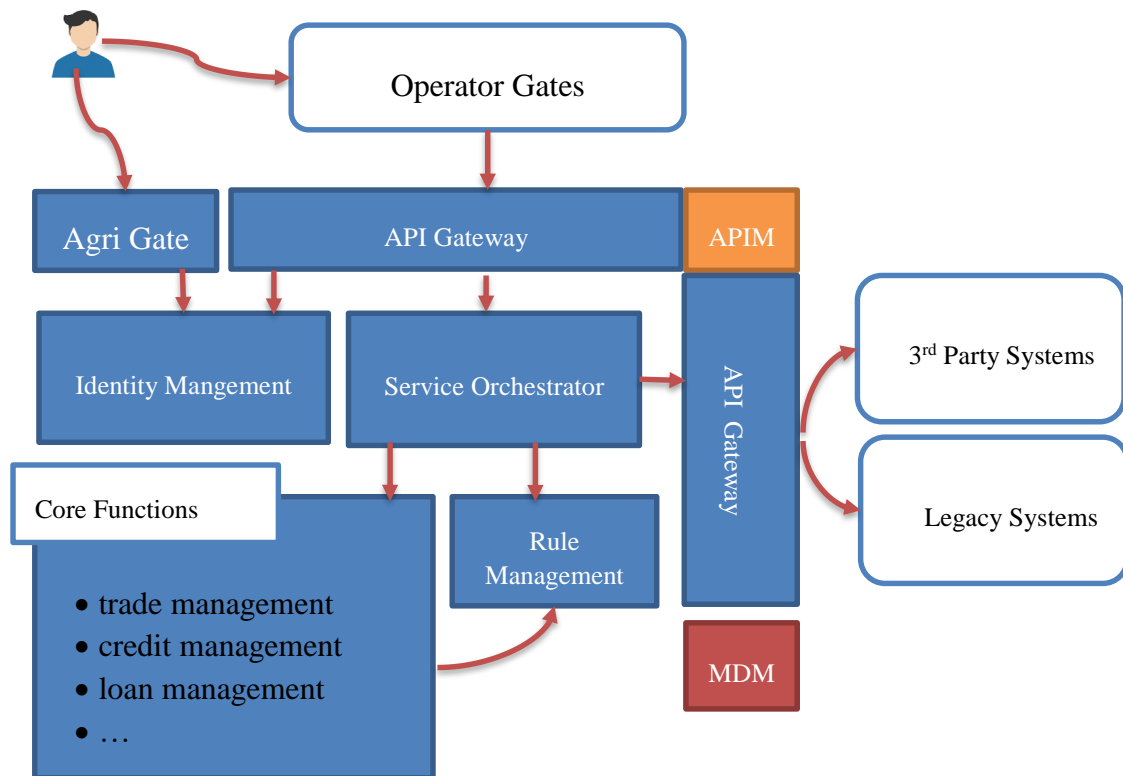 Operator Gates
Agri Gate
API Gateway
APIM
Identity Mangement
Service Orchestrator
API Gateway
3rd Party Systems
Legacy Systems
Core Functions
• trade management
• credit management
• loan management
• …
Rule
Management
MDM